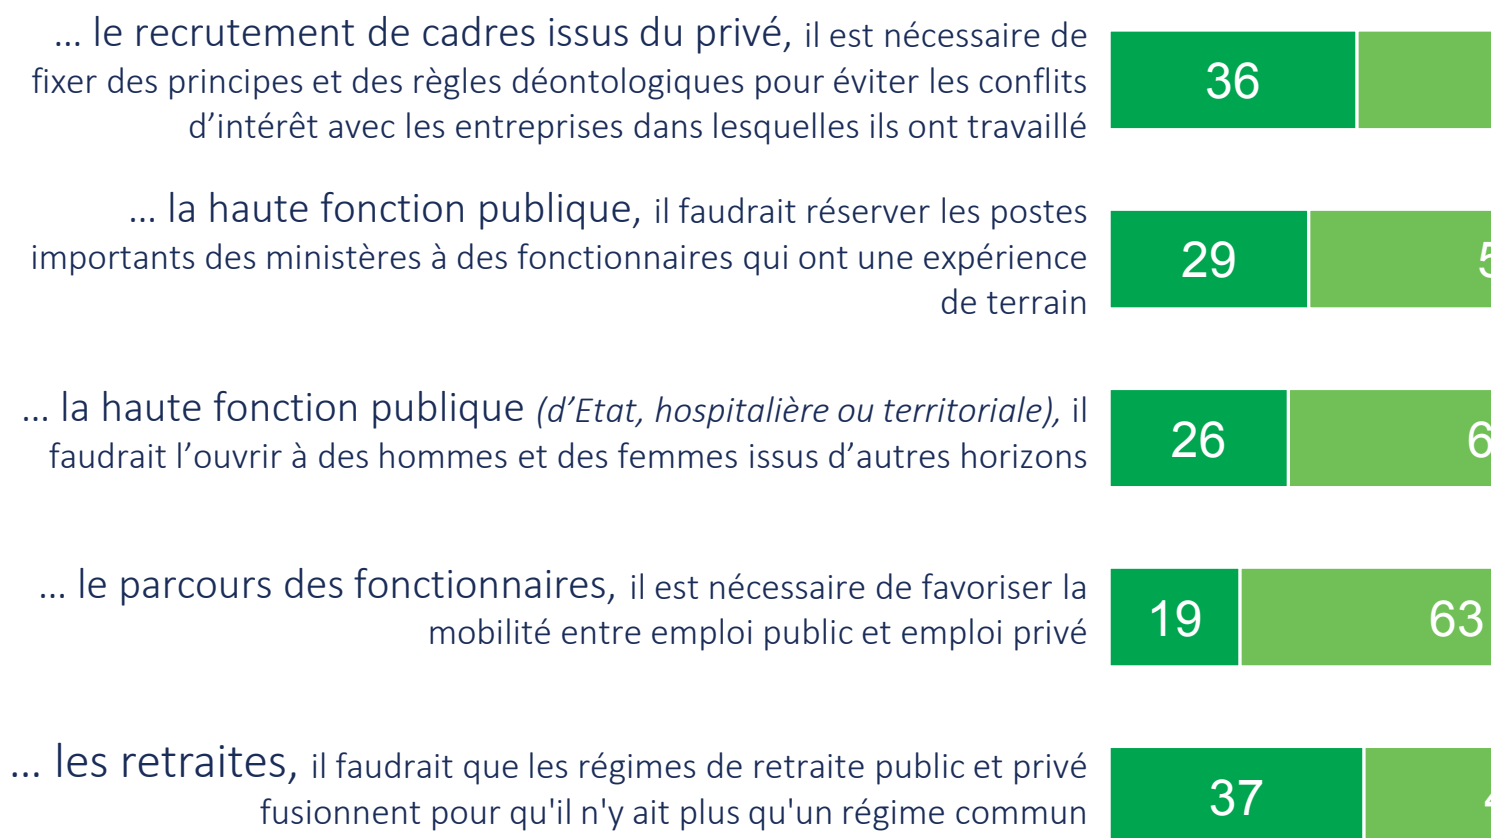 ... le recrutement de cadres issus du privé, il est nécessaire de
fixer des principes et des règles déontologiques pour éviter les conflits
d’intérêt avec les entreprises dans lesquelles ils ont travaillé
36
... la haute fonction publique, il faudrait réserver les postes
importants des ministères à des fonctionnaires qui ont une expérience
de terrain
29
... la haute fonction publique (d’Etat, hospitalière ou territoriale), il
faudrait l’ouvrir à des hommes et des femmes issus d’autres horizons
26
... le parcours des fonctionnaires, il est nécessaire de favoriser la
mobilité entre emploi public et emploi privé
19 63
... les retraites, il faudrait que les régimes de retraite public et privé
fusionnent pour qu'il n'y ait plus qu'un régime commun
37